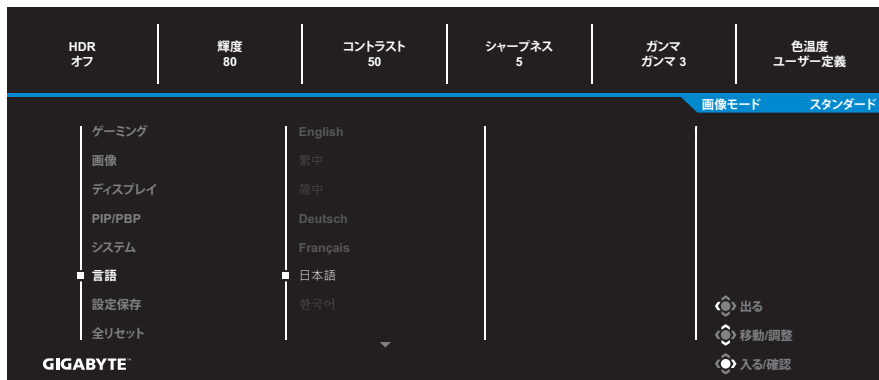 HDR
オフ
輝度
80
コントラスト
50
シャープネス
5
ガンマ
ガンマ 3
色温度
ユーザー定義
画像モード スタンダード
ゲーミング
画像
ディスプレイ
PIP/PBP
システム
言語
設定保存
全リセット
English
繁中
简中
Deutsch
Français
日本語
한국어
出る
移動/調整
入る/確認
GIGABYTE™